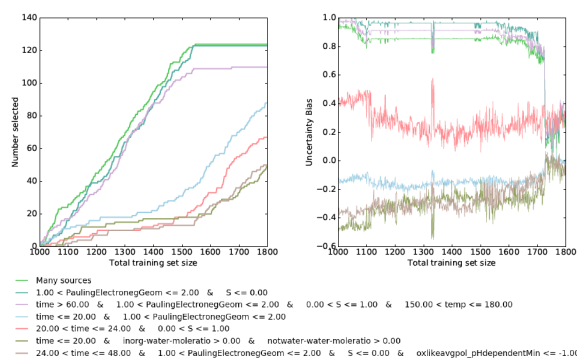 140
120
100
80
60
40
20
0
1000 1100 1200 1300 1400 1500 1600 1700 1800
Total training set size
Number selected
1.0
0.8
0.6
0.4
0.2
0.0
−0.2
−0.4
−0.6
1000 1100 1200 1300 1400 1500 1600 1700 1800
Total training set size
Uncertainty Bias
Many sources
1.00 < PaulingElectronegGeom <= 2.00 & S <= 0.00
time > 60.00 & 1.00 < PaulingElectronegGeom <= 2.00 & 0.00 < S <= 1.00 & 150.00 < temp <= 180.00
time <= 20.00 & 1.00 < PaulingElectronegGeom <= 2.00
20.00 < time <= 24.00 & 0.00 < S <= 1.00
time <= 20.00 & inorg-water-moleratio > 0.00 & notwater-water-moleratio > 0.00
24.00 < time <= 48.00 & 1.00 < PaulingElectronegGeom <= 2.00 & S <= 0.00 & oxlikeavgpol_pHdependentMin <= -1.00